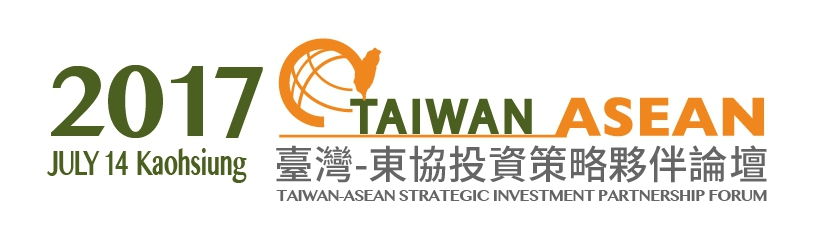 2017
JULY 14 Kaohsiung
TAIWAN ASEAN
臺灣-東協投資策略夥伴論壇
TAIWAN-ASEAN STRATEGIC INVESTMENT PARTNERSHIP FORUM